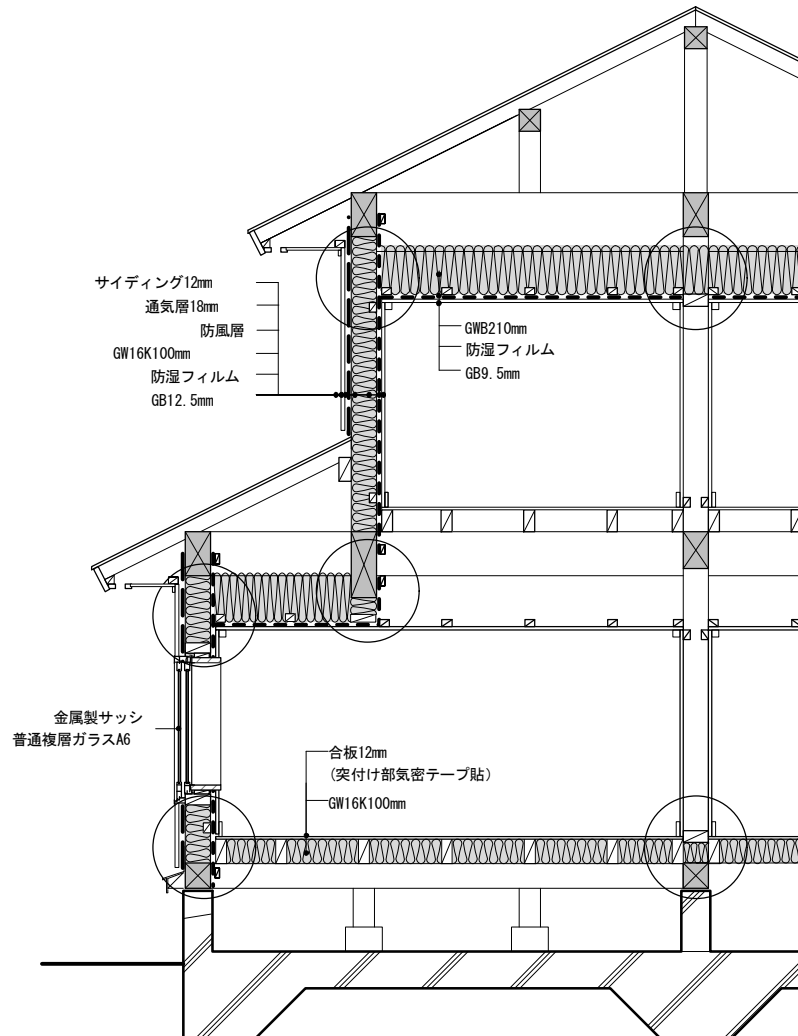 サイディング12mm
通気層18mm
防風層
GW16K100mm
防湿フィルム
GB12.5mm
GWB210mm
防湿フィルム
GB9.5mm
金属製サッシ
普通複層ガラスA6
合板12mm
(突付け部気密テープ貼)
GW16K100mm